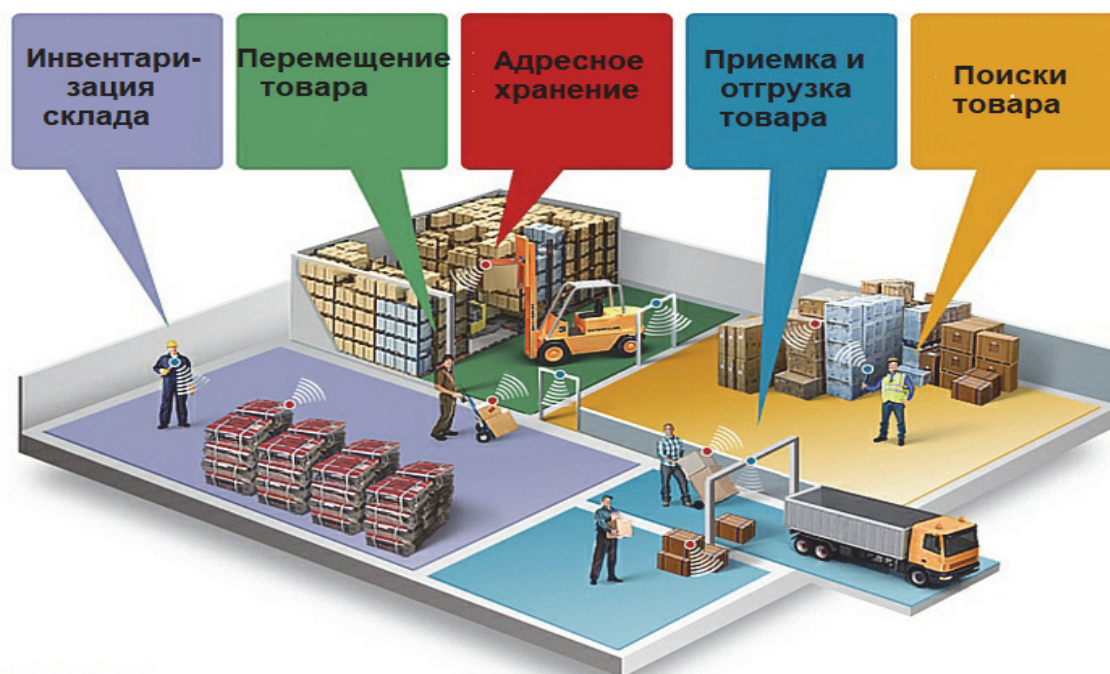 Инвентари-
зация
склада
Перемещение
товара
Адресное
хранение
Приемка и
отгрузка
товара
Поиски
товара